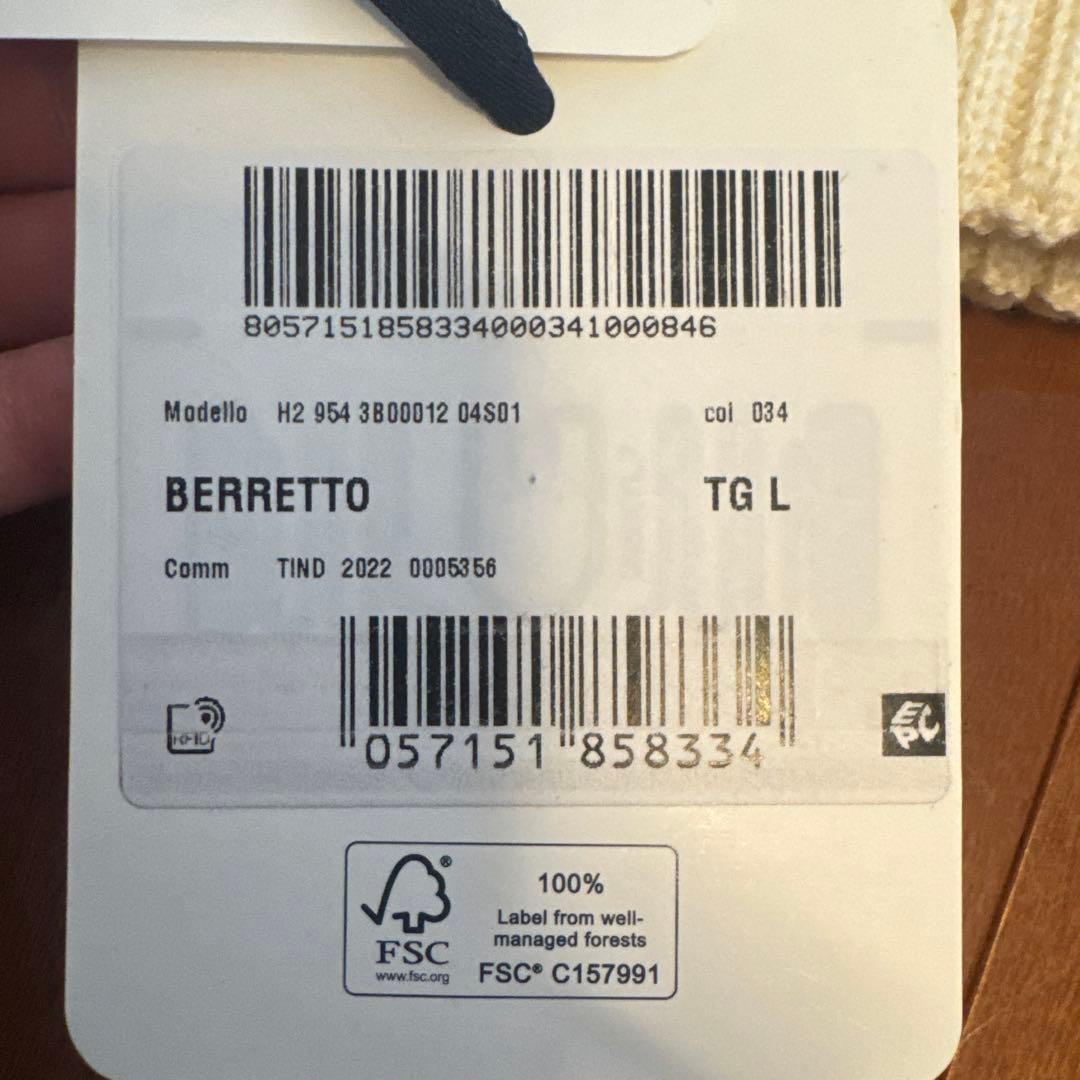 8057151858334000341000846
Modello H2 954 3B00012 04S01 col 034
BERRETTO TG L
Comm TIND 2022 0005356
RFID
EPC
057151 858334
FSC®
www.fsc.org
100%
Label from well-
managed forests
FSC® C157991